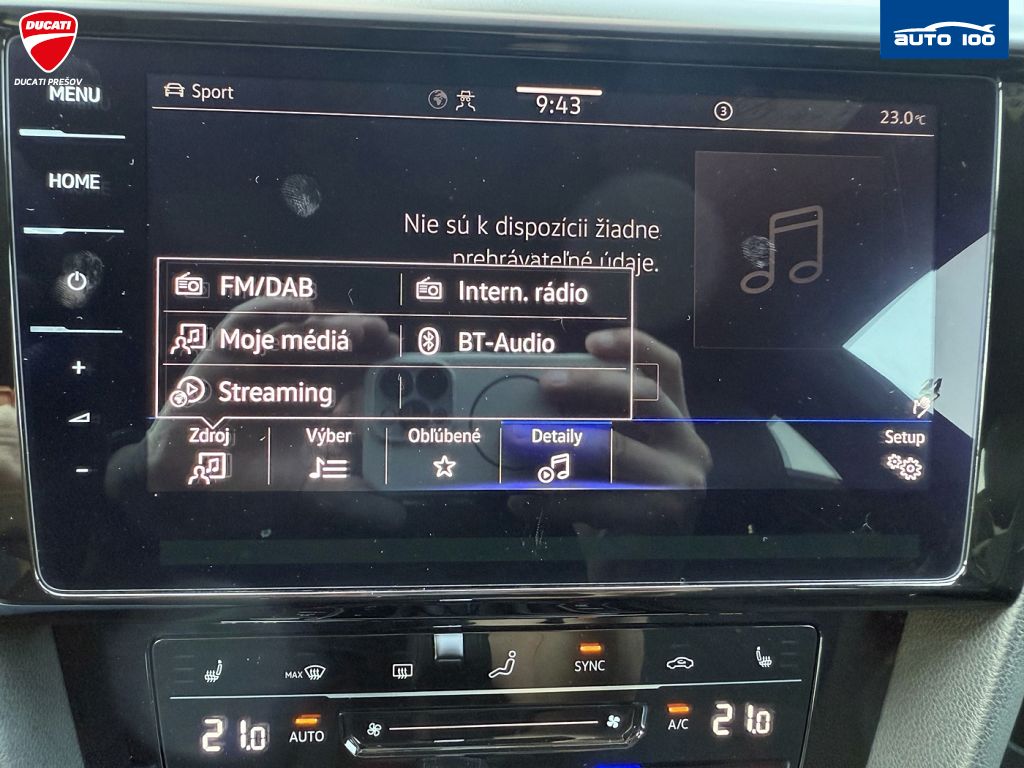 DUCATI
DUCATI PREŠOV
AUTO 100
MENU
HOME
Sport
9:43
3
23.0°C
Nie sú k dispozícii žiadne
prehrávateľné údaje.
FM/DAB
Intern. rádio
Moje médiá
BT-Audio
Streaming
Zdroj
Výber
Obľúbené
Detaily
Setup
+
-
MAX
SYNC
21.0
AUTO
A/C
21.0